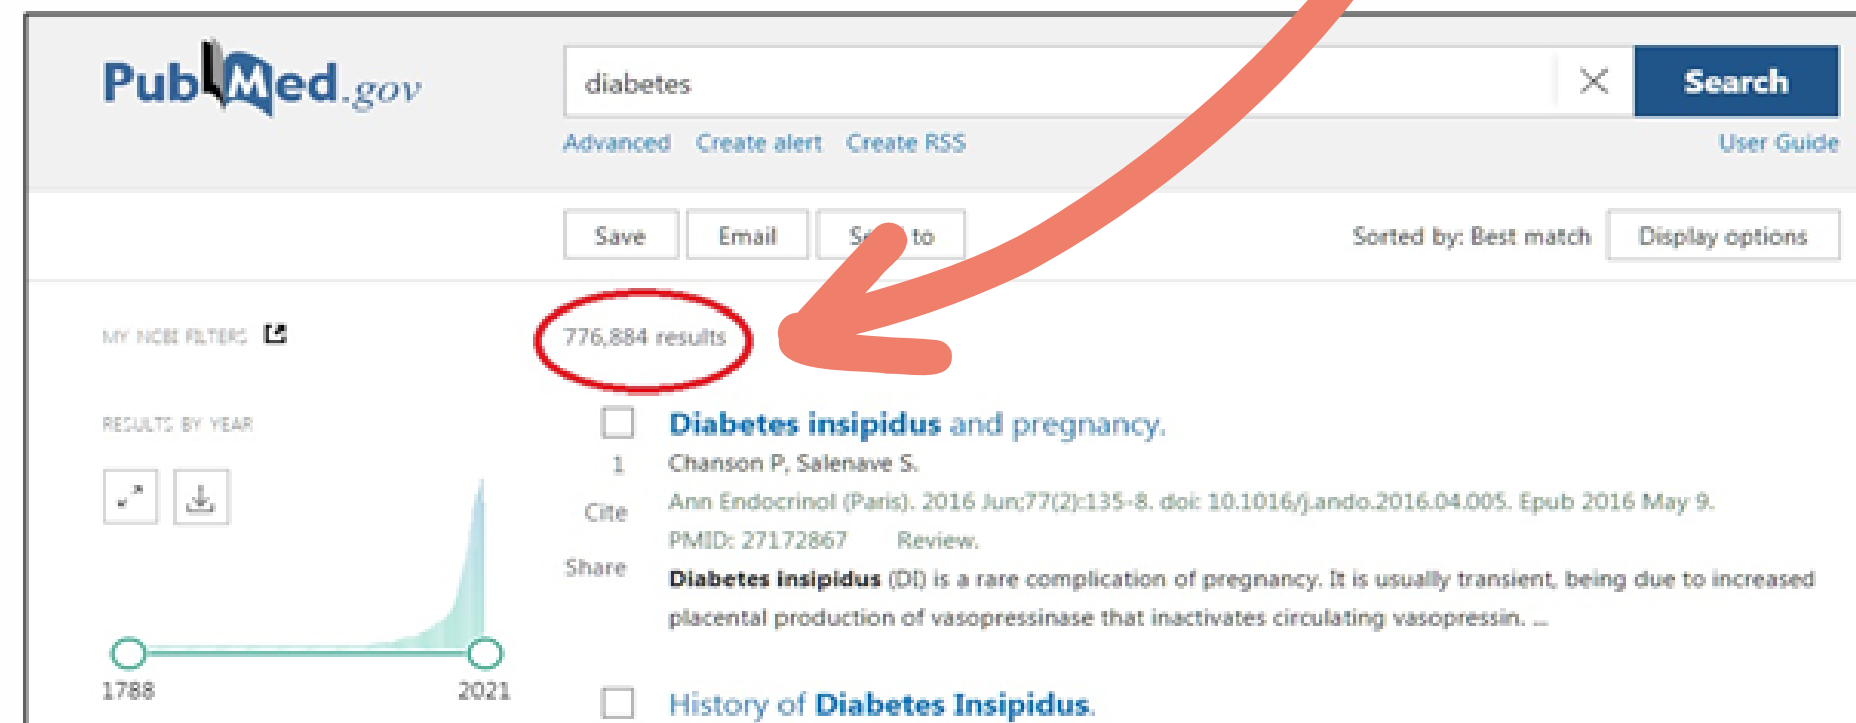 PubMed.gov
diabetes
Search
Advanced Create alert Create RSS
User Guide
Save Email to
Sorted by: Best match Display options
MY NCBI FILTERS
776,884 results
RESULTS BY YEAR
Diabetes insipidus and pregnancy.
1
Chanson P, Salenave S.
Cite
Ann Endocrinol (Paris). 2016 Jun;77(2):135-8. doi: 10.1016/j.ando.2016.04.005. Epub 2016 May 9.
PMID: 27172867 Review.
Share
Diabetes insipidus (DI) is a rare complication of pregnancy. It is usually transient, being due to increased
placental production of vasopressinase that inactivates circulating vasopressin. ...
1788 2021
History of Diabetes Insipidus.